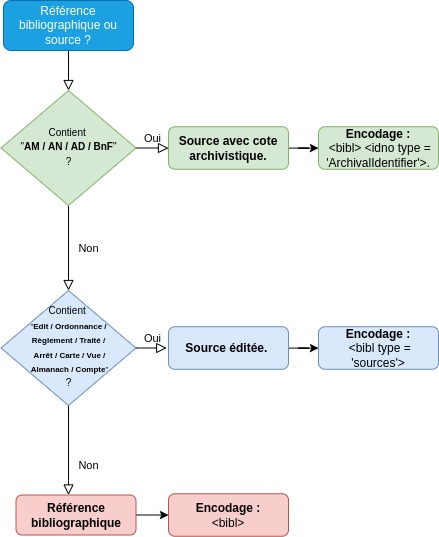 Référence
bibliographique ou
source ?
Contient
"AM / AN / AD / BnF"
?
Oui
Source avec cote
archivistique.
Encodage :
<bibl> <idno type =
'ArchivalIdentifier'>.
Non
Contient
"Edit / Ordonnance /
Règlement / Traité /
Arrêt / Carte / Vue /
Almanach / Compte"
?
Oui
Source éditée.
Encodage :
<bibl type =
'sources'>
Non
Référence
bibliographique
Encodage :
<bibl>